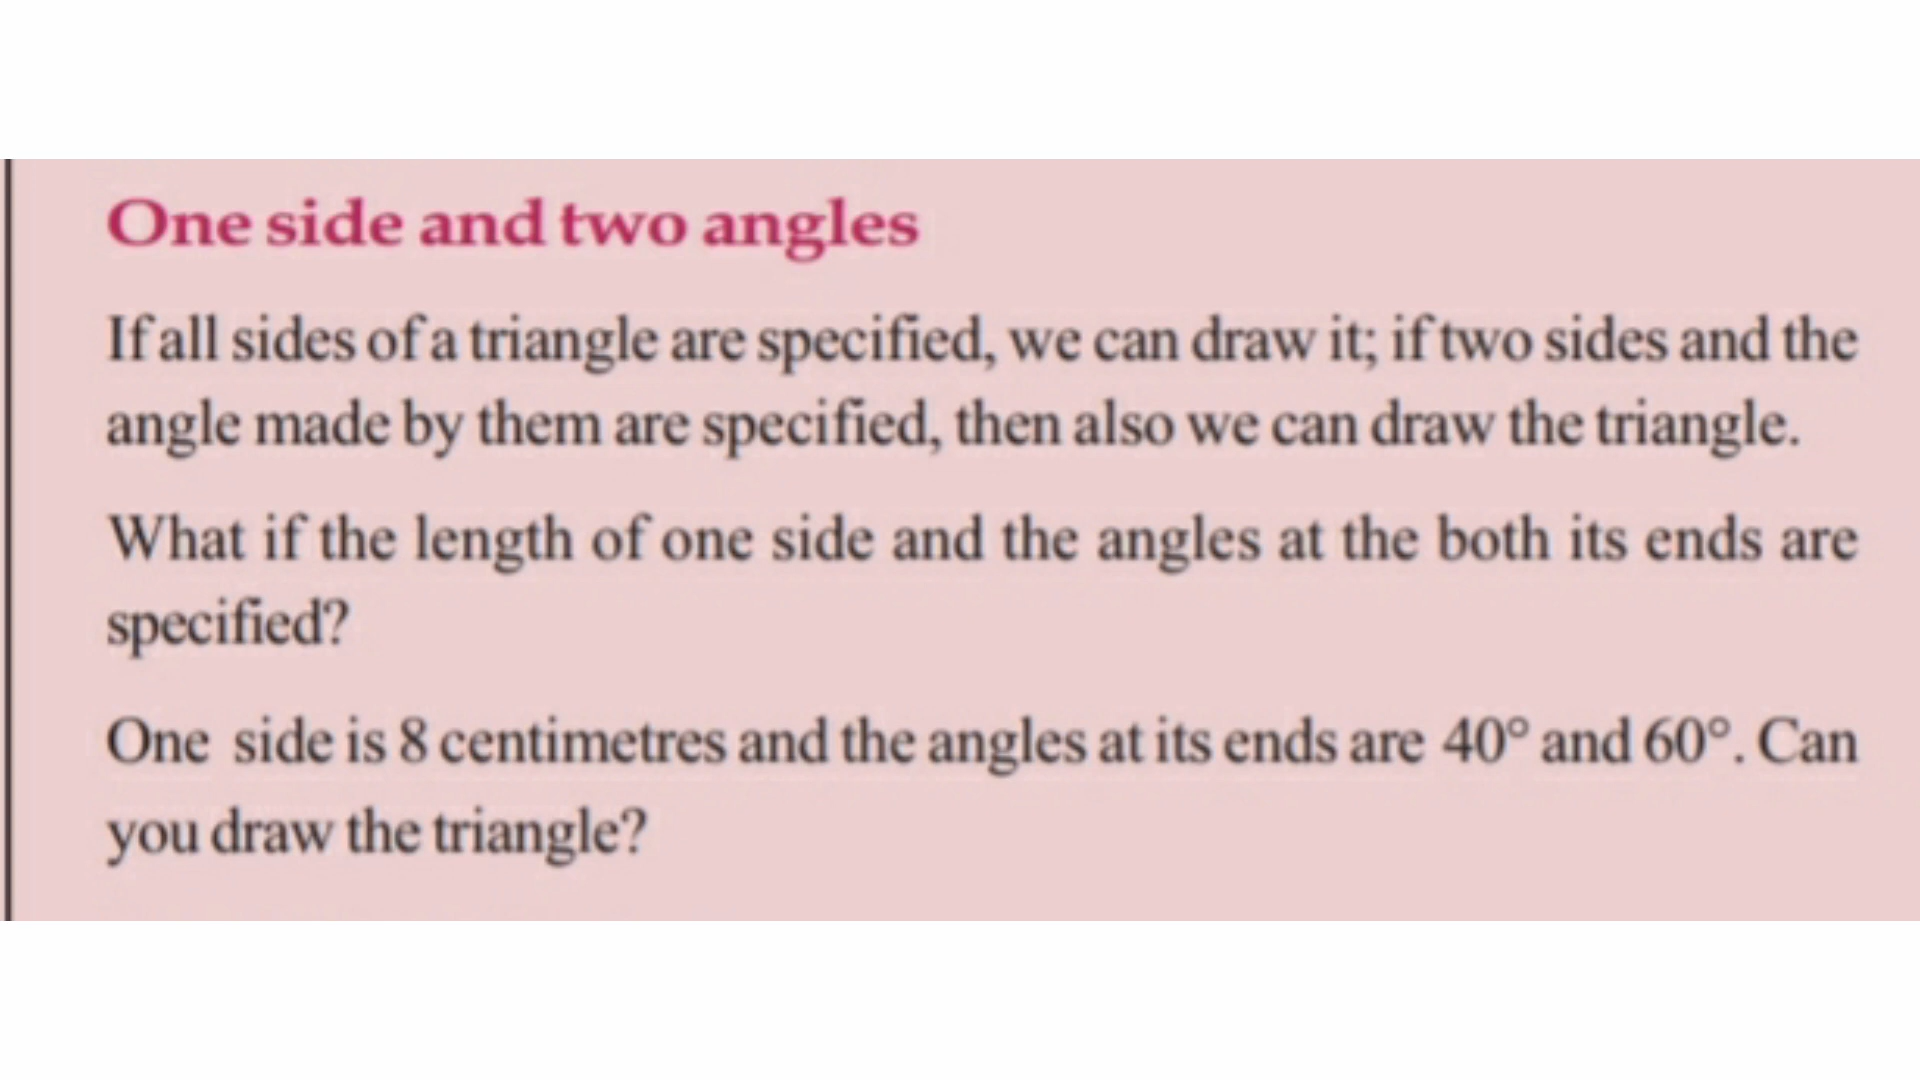 One side and two angles
If all sides of a triangle are specified, we can draw it; if two sides and the
angle made by them are specified, then also we can draw the triangle.
What if the length of one side and the angles at the both its ends are
specified?
One side is 8 centimetres and the angles at its ends are 40° and 60°. Can
you draw the triangle?